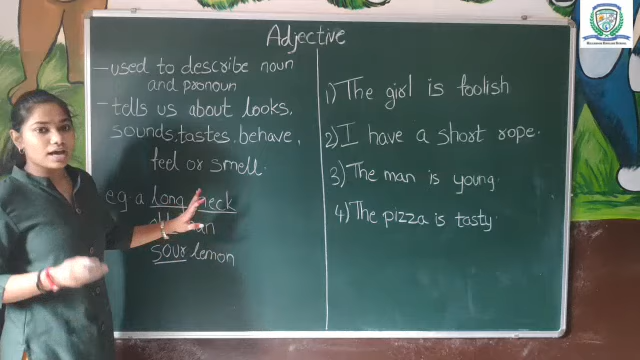 Adjective
- used to describe noun
and pronoun
- tells us about looks,
sounds, tastes, behave,
feel or smell.
e.g a long neck
sour lemon
1) The girl is foolish
2) I have a short rope.
3) The man is young.
4) The pizza is tasty.